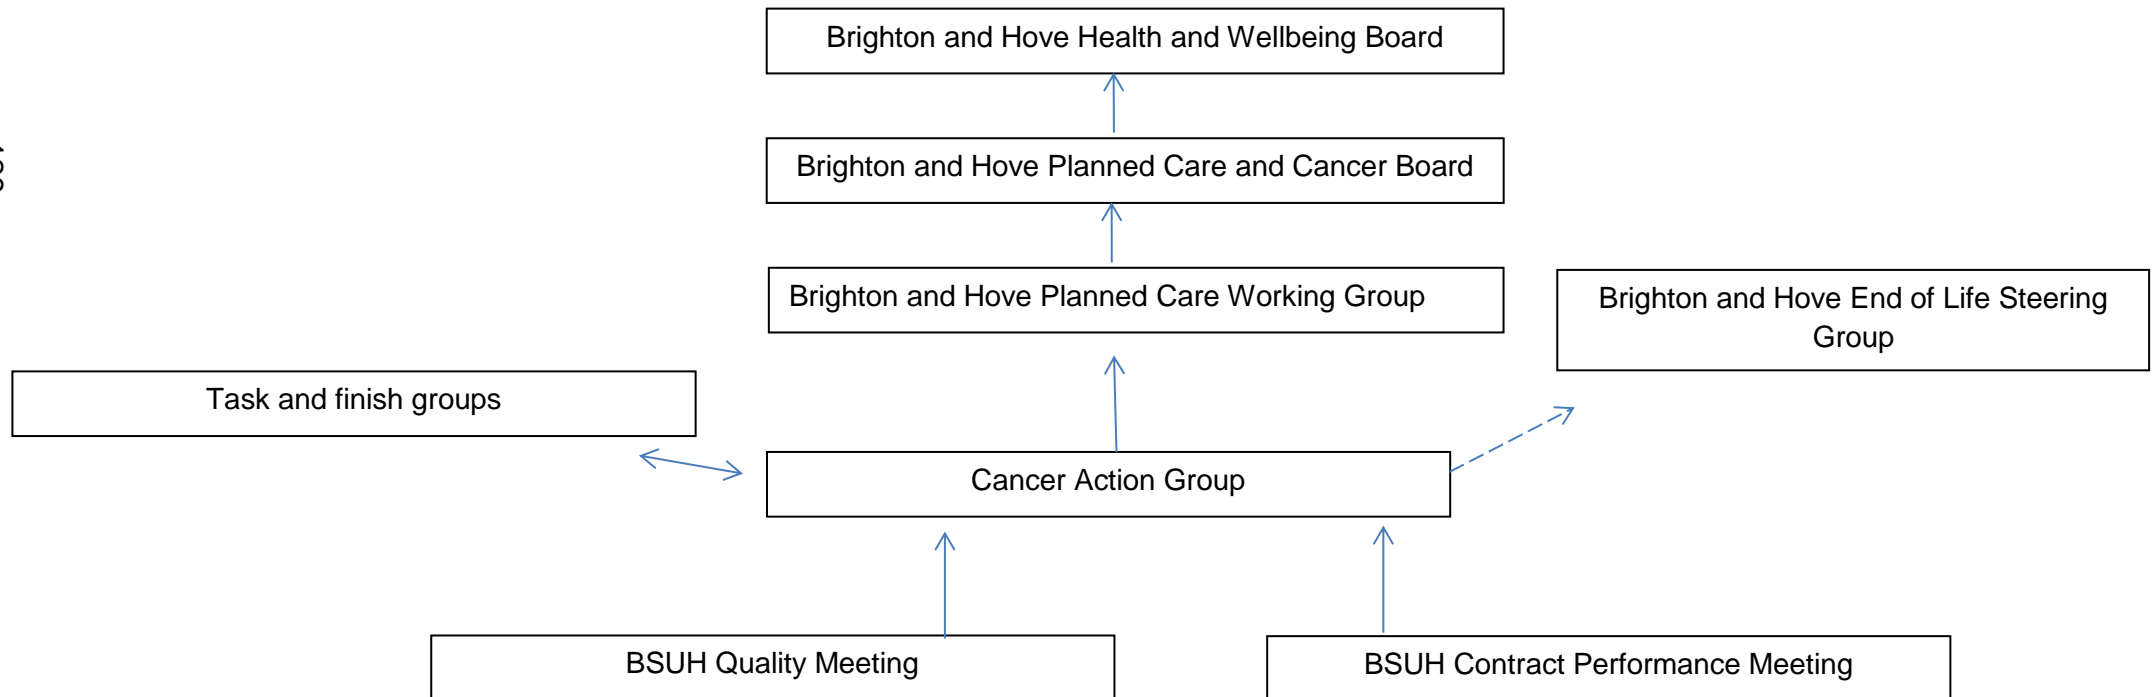 Brighton and Hove Health and Wellbeing Board
Brighton and Hove Planned Care and Cancer Board
Brighton and Hove Planned Care Working Group
Brighton and Hove End of Life Steering
Group
Task and finish groups
Cancer Action Group
BSUH Quality Meeting
BSUH Contract Performance Meeting